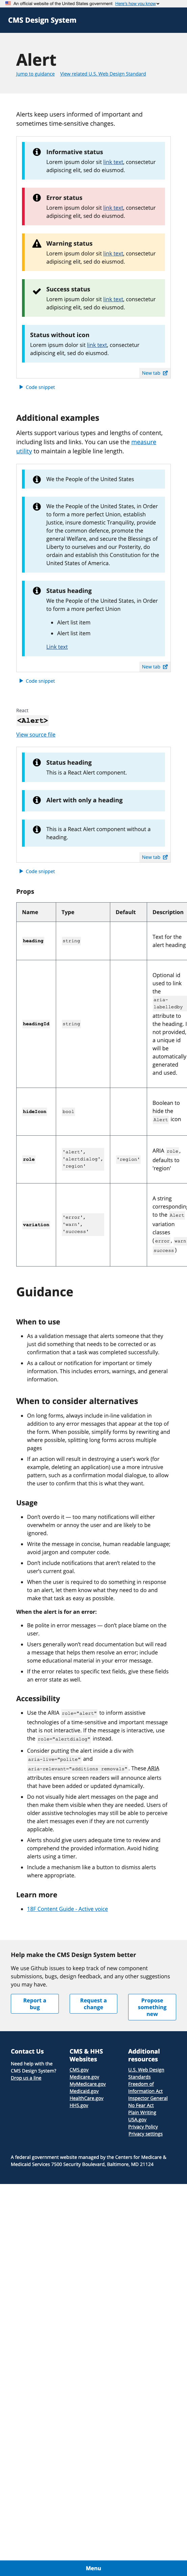 An official website of the United States government Here's how you know
CMS Design System
Alert
Jump to guidance View related U.S. Web Design Standard
Alerts keep users informed of important and
sometimes time-sensitive changes.
Informative status
Lorem ipsum dolor sit link text, consectetur
adipiscing elit, sed do eiusmod.
Error status
Lorem ipsum dolor sit link text, consectetur
adipiscing elit, sed do eiusmod.
Warning status
Lorem ipsum dolor sit link text, consectetur
adipiscing elit, sed do eiusmod.
Success status
Lorem ipsum dolor sit link text, consectetur
adipiscing elit, sed do eiusmod.
Status without icon
Lorem ipsum dolor sit link text, consectetur
adipiscing elit, sed do eiusmod.
New tab
Code snippet
Additional examples
Alerts support various types and lengths of content,
including lists and links. You can use the measure
utility to maintain a legible line length.
We the People of the United States
We the People of the United States, in Order
to form a more perfect Union, establish
Justice, insure domestic Tranquility, provide
for the common defence, promote the
general Welfare, and secure the Blessings of
Liberty to ourselves and our Posterity, do
ordain and establish this Constitution for the
United States of America.
Status heading
We the People of the United States, in Order
to form a more perfect Union
• Alert list item
• Alert list item
Link text
New tab
Code snippet
React
<Alert>
View source file
Status heading
This is a React Alert component.
Alert with only a heading
This is a React Alert component without a
heading.
New tab
Code snippet
Props
Name Type Default Description
heading string Text for the
alert heading
headingId string Optional id
used to link
the
aria-
labelledby
attribute to
the heading. I
not provided,
a unique id
will be
automatically
generated
and used.
hideIcon bool Boolean to
hide the
Alert icon
role 'alert',
'alertdialog',
'region' 'region' ARIA role,
defaults to
'region'
variation 'error',
'warn',
'success' A string
corresponding
to the Alert
variation
classes
(error, warn
success)
Guidance
When to use
• As a validation message that alerts someone that they
just did something that needs to be corrected or as
confirmation that a task was completed successfully.
• As a callout or notification for important or timely
information. This includes errors, warnings, and general
information.
When to consider alternatives
• On long forms, always include in-line validation in
addition to any error messages that appear at the top of
the form. When possible, simplify forms by rewriting and
where possible, splitting long forms across multiple
pages
• If an action will result in destroying a user's work (for
example, deleting an application) use a more intrusive
pattern, such as a confirmation modal dialogue, to allow
the user to confirm that this is what they want.
Usage
• Don't overdo it — too many notifications will either
overwhelm or annoy the user and are likely to be
ignored.
• Write the message in concise, human readable language;
avoid jargon and computer code.
• Don't include notifications that aren't related to the
user's current goal.
• When the user is required to do something in response
to an alert, let them know what they need to do and
make that task as easy as possible.
When the alert is for an error:
• Be polite in error messages — don't place blame on the
user.
• Users generally won't read documentation but will read
a message that helps them resolve an error; include
some educational material in your error message.
• If the error relates to specific text fields, give these fields
an error state as well.
Accessibility
• Use the ARIA role="alert" to inform assistive
technologies of a time-sensitive and important message
that is not interactive. If the message is interactive, use
the role="alertdialog" instead.
• Consider putting the alert inside a div with
aria-live="polite" and
aria-relevant="additons removals". These ARIA
attributes ensure screen readers will announce alerts
that have been added or updated dynamically.
• Do not visually hide alert messages on the page and
then make them visible when they are needed. Users of
older assistive technologies may still be able to perceive
the alert messages even if they are not currently
applicable.
• Alerts should give users adequate time to respond and
be comprehended prior to closing. Avoid hiding alerts
using a timer.
• Include a mechanism like a button to dismiss alerts
where appropriate.
Learn more
• 18F Content Guide - Active voice
Help make the CMS Design System better
We use Github issues to keep track of new component
submissions, bugs, design feedback, and any other suggestions
you may have.
Report a
bug
Request a
change
Propose
something
new
Contact Us
Need help with the
CMS Design System?
Drop us a line
CMS & HHS
Websites
CMS.gov
Medicare.gov
MyMedicare.gov
Medicaid.gov
HealthCare.gov
HHS.gov
Additional
resources
U.S. Web Design
Standards
Freedom of
Information Act
Inspector General
No Fear Act
Plain Writing
USA.gov
Privacy Policy
Privacy settings
A federal government website managed by the Centers for Medicare &
Medicaid Services 7500 Security Boulevard, Baltimore, MD 21124
Menu